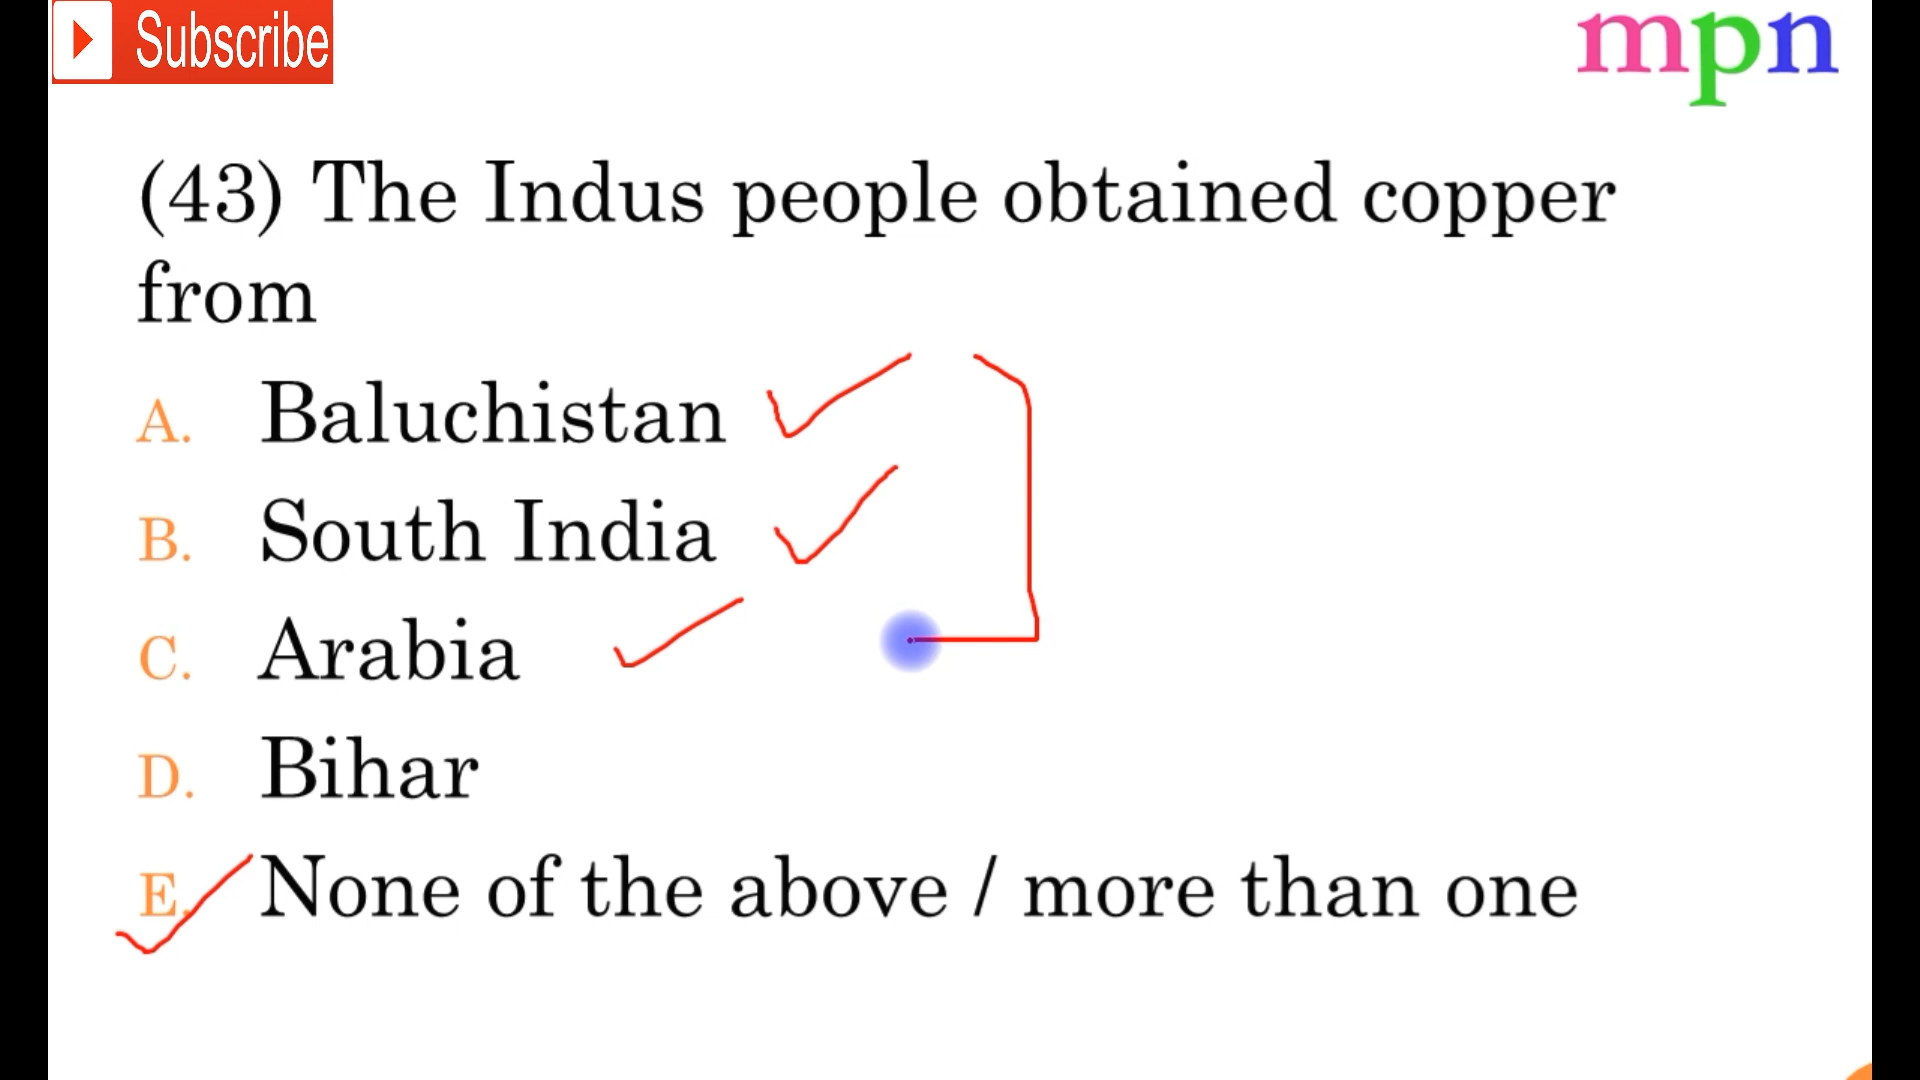 Subscribe
mpn
(43) The Indus people obtained copper
from
A. Baluchistan
B. South India
C. Arabia
D. Bihar
E. None of the above / more than one